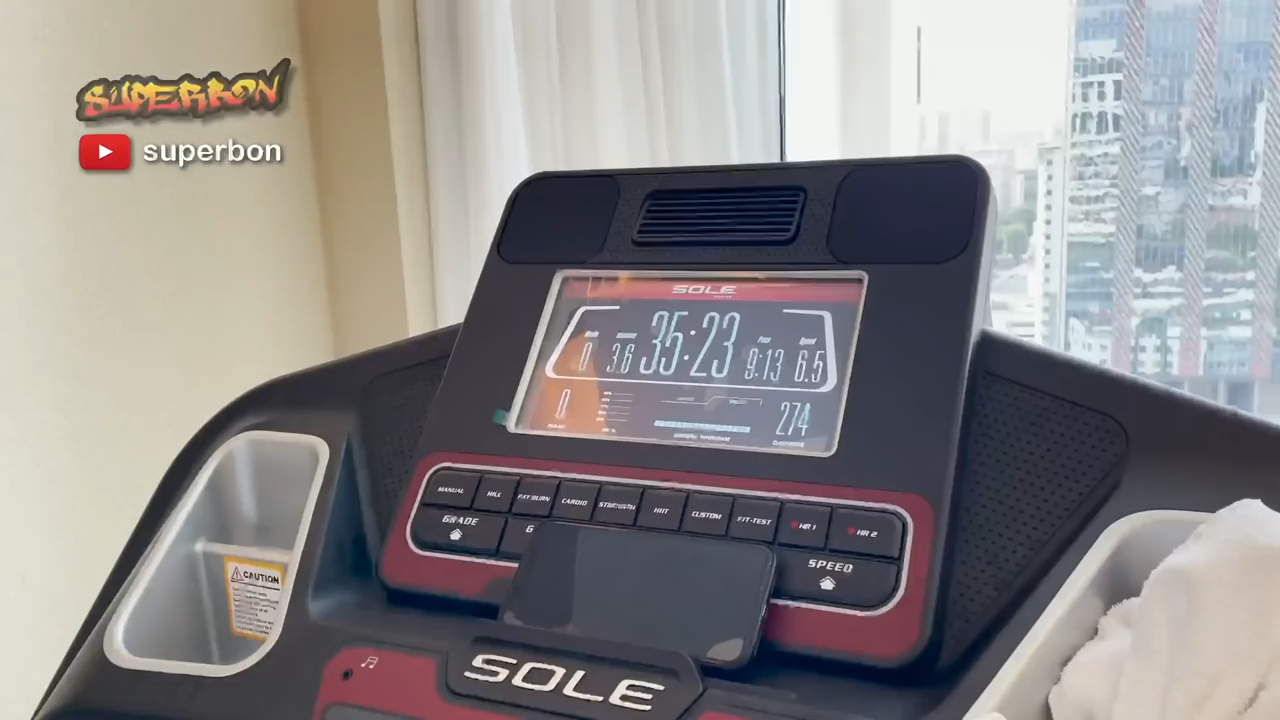 SUPERBON
superbon
SOLE
0 3.6 35:23 9:13 6.5
0 274
MANUAL HILL FAT BURN CARDIO STRENGTH HIIT CUSTOM FIT-TEST HR 1 HR 2
GRADE G SPEED
CAUTION
SOLE